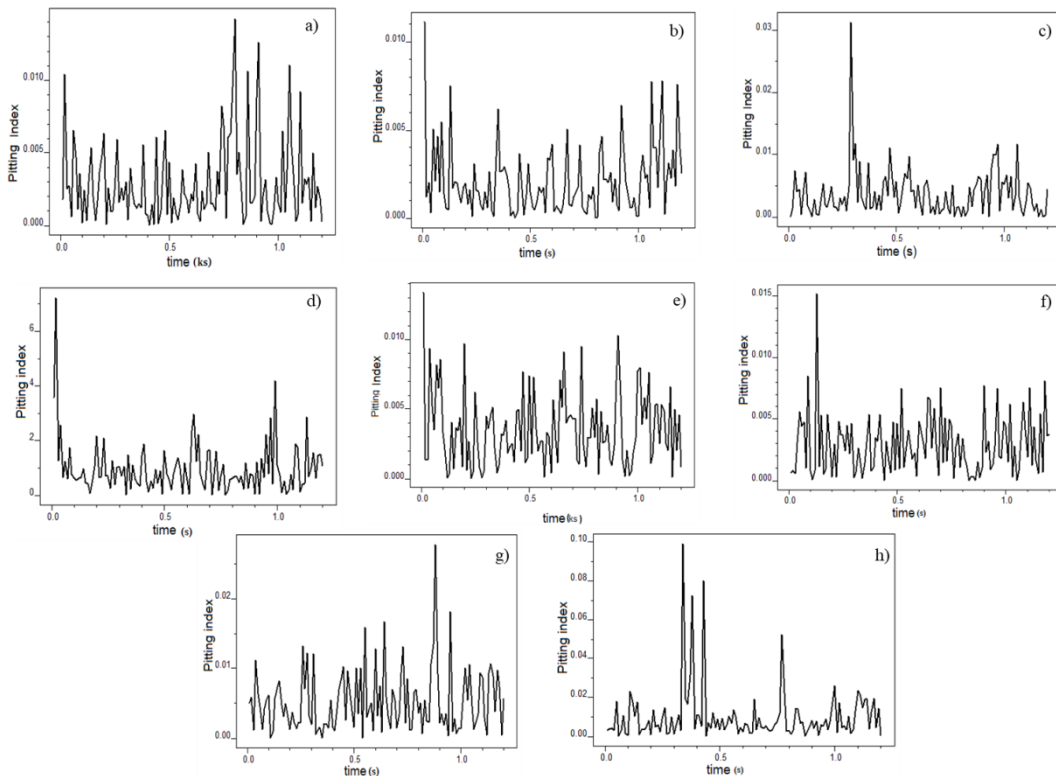 a)
Pitting Index
0.010
0.005
0.000
0.0
0.5
1.0
time (ks)
b)
Pitting index
0.010
0.005
0.000
0.0
0.5
1.0
time (s)
c)
Pitting index
0.03
0.02
0.01
0.00
0.0
0.5
1.0
time (s)
d)
Pitting index
6
4
2
0
0.0
0.5
1.0
time (s)
e)
Pitting Index
0.010
0.005
0.000
0.0
0.5
1.0
time (ks)
f)
Pitting index
0.015
0.010
0.005
0.000
0.0
0.5
1.0
time (s)
g)
Pitting index
0.02
0.01
0.00
0.0
0.5
1.0
time (s)
h)
Pitting index
0.10
0.08
0.06
0.04
0.02
0.00
0.0
0.5
1.0
time (s)